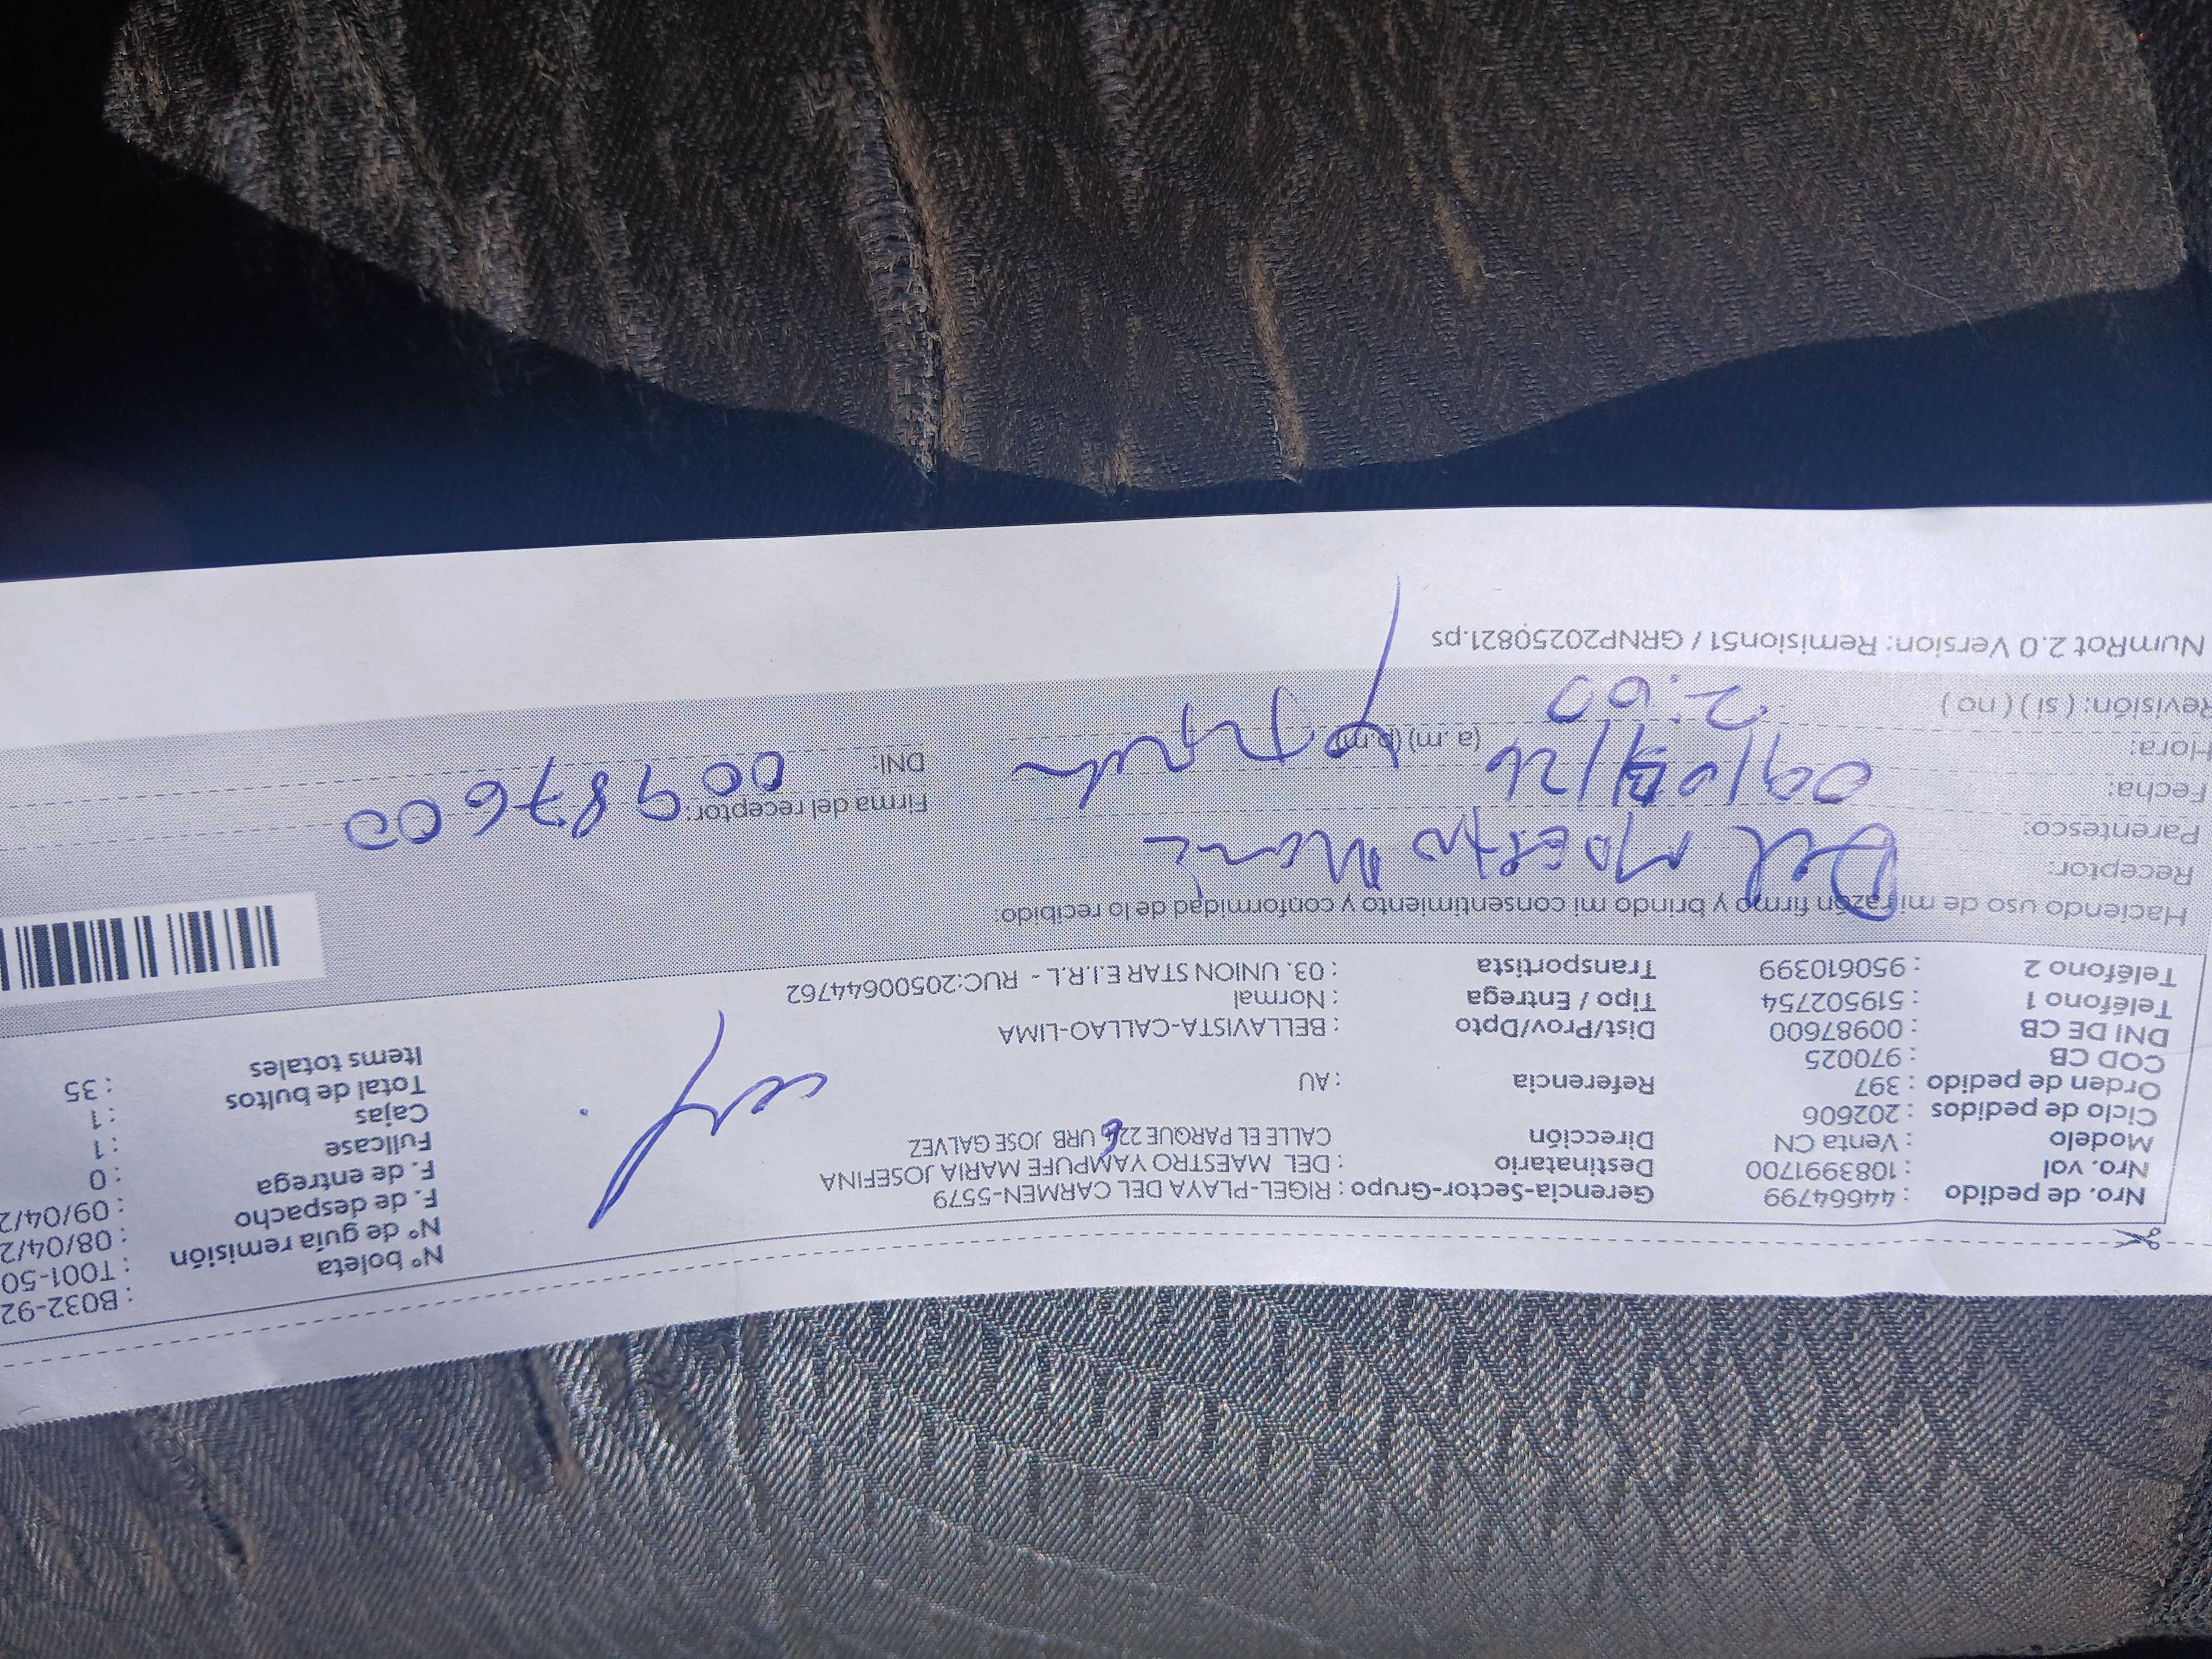 Nro. de pedido : 44664799 Gerencia-Sector-Grupo : RIGEL-PLAYA DEL CARMEN-5579 N° boleta : B032-92
Nro. vol : 1083991700 Destinatario : DEL MAESTRO YAMPUFE MARIA JOSEFINA N° de guía remisión : T001-50
Modelo : Venta CN Dirección CALLE EL PARQUE 224 URB JOSE GALVEZ F. de despacho : 08/04/2
Ciclo de pedidos : 202606 F. de entrega : 09/04/2
Orden de pedido : 397 Referencia : AU Fullcase : 0
COD CB : 970025 Cajas : 1
DNI DE CB : 00987600 Dist/Prov/Dpto : BELLAVISTA-CALLAO-LIMA Total de bultos : 1
Teléfono 1 : 519502754 Tipo / Entrega : Normal Items totales : 35
Teléfono 2 : 950610399 Transportista : 03. UNION STAR E.I.R.L - RUC:20500644762
Haciendo uso de mi razón firmo y brindo mi consentimiento y conformidad de lo recibido:
Receptor: Del Maestro
Parentesco:
Fecha: 09/04/26 Firma del receptor:
Hora: 2:00 (a.m) (p.m) DNI: 00987600
Revisión: ( si ) ( no )
NumRot 2.0 Version: Remision51 / GRNP20250821.ps